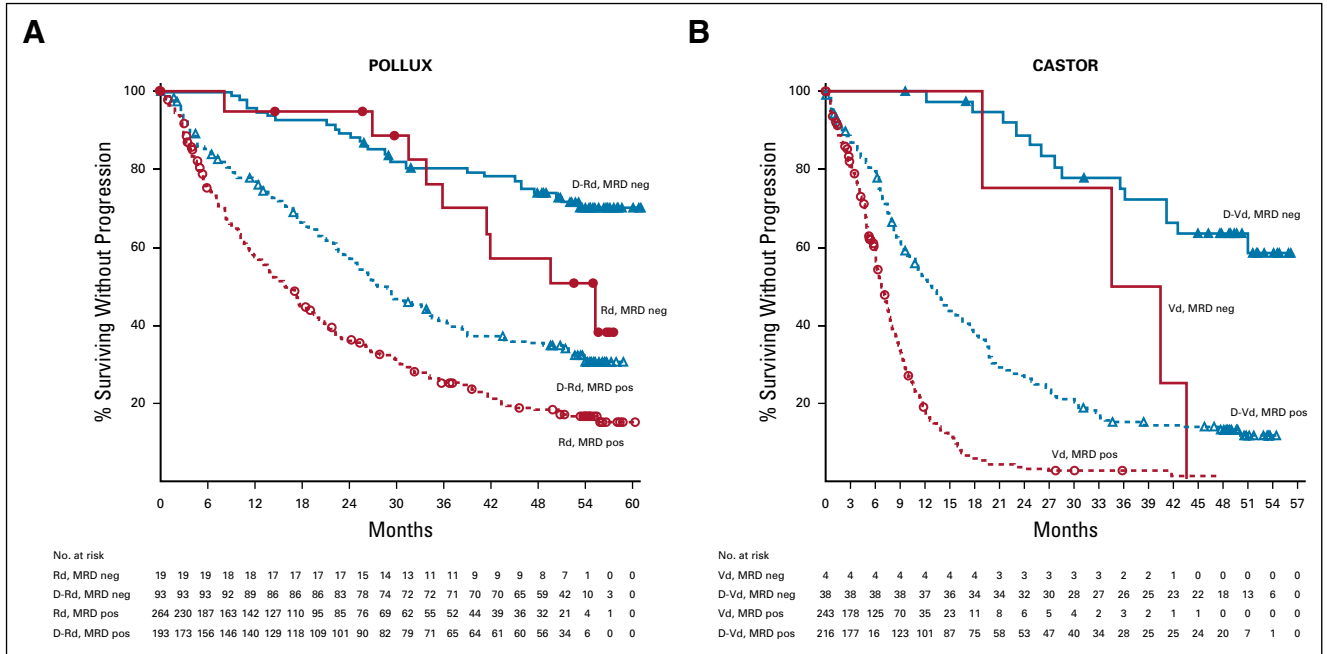 A
POLLUX
% Surviving Without Progression
100
80
60
40
20
D-Rd, MRD neg
Rd, MRD neg
D-Rd, MRD pos
Rd, MRD pos
0 6 12 18 24 30 36 42 48 54 60
Months
No. at risk
Rd, MRD neg 19 19 19 18 18 17 17 17 17 15 14 13 11 11 9 9 9 8 7 1 0 0
D-Rd, MRD neg 93 93 93 92 89 86 86 86 83 78 74 72 72 71 70 70 65 59 42 10 3 0
Rd, MRD pos 264 230 187 163 142 127 110 95 85 76 69 62 55 52 44 39 36 32 21 4 1 0
D-Rd, MRD pos 193 173 156 146 140 129 118 109 101 90 82 79 71 65 64 61 60 56 34 6 0 0
B
CASTOR
% Surviving Without Progression
100
80
60
40
20
D-Vd, MRD neg
Vd, MRD neg
D-Vd, MRD pos
Vd, MRD pos
0 3 6 9 12 15 18 21 24 27 30 33 36 39 42 45 48 51 54 57
Months
No. at risk
Vd, MRD neg 4 4 4 4 4 4 4 3 3 3 3 3 2 2 1 0 0 0 0 0
D-Vd, MRD neg 38 38 38 38 37 36 34 34 32 30 28 27 26 25 23 22 18 13 6 0
Vd, MRD pos 243 178 125 70 35 23 11 8 6 5 4 2 3 2 1 1 0 0 0 0
D-Vd, MRD pos 216 177 16 123 101 87 75 58 53 47 40 34 28 25 25 24 20 7 1 0